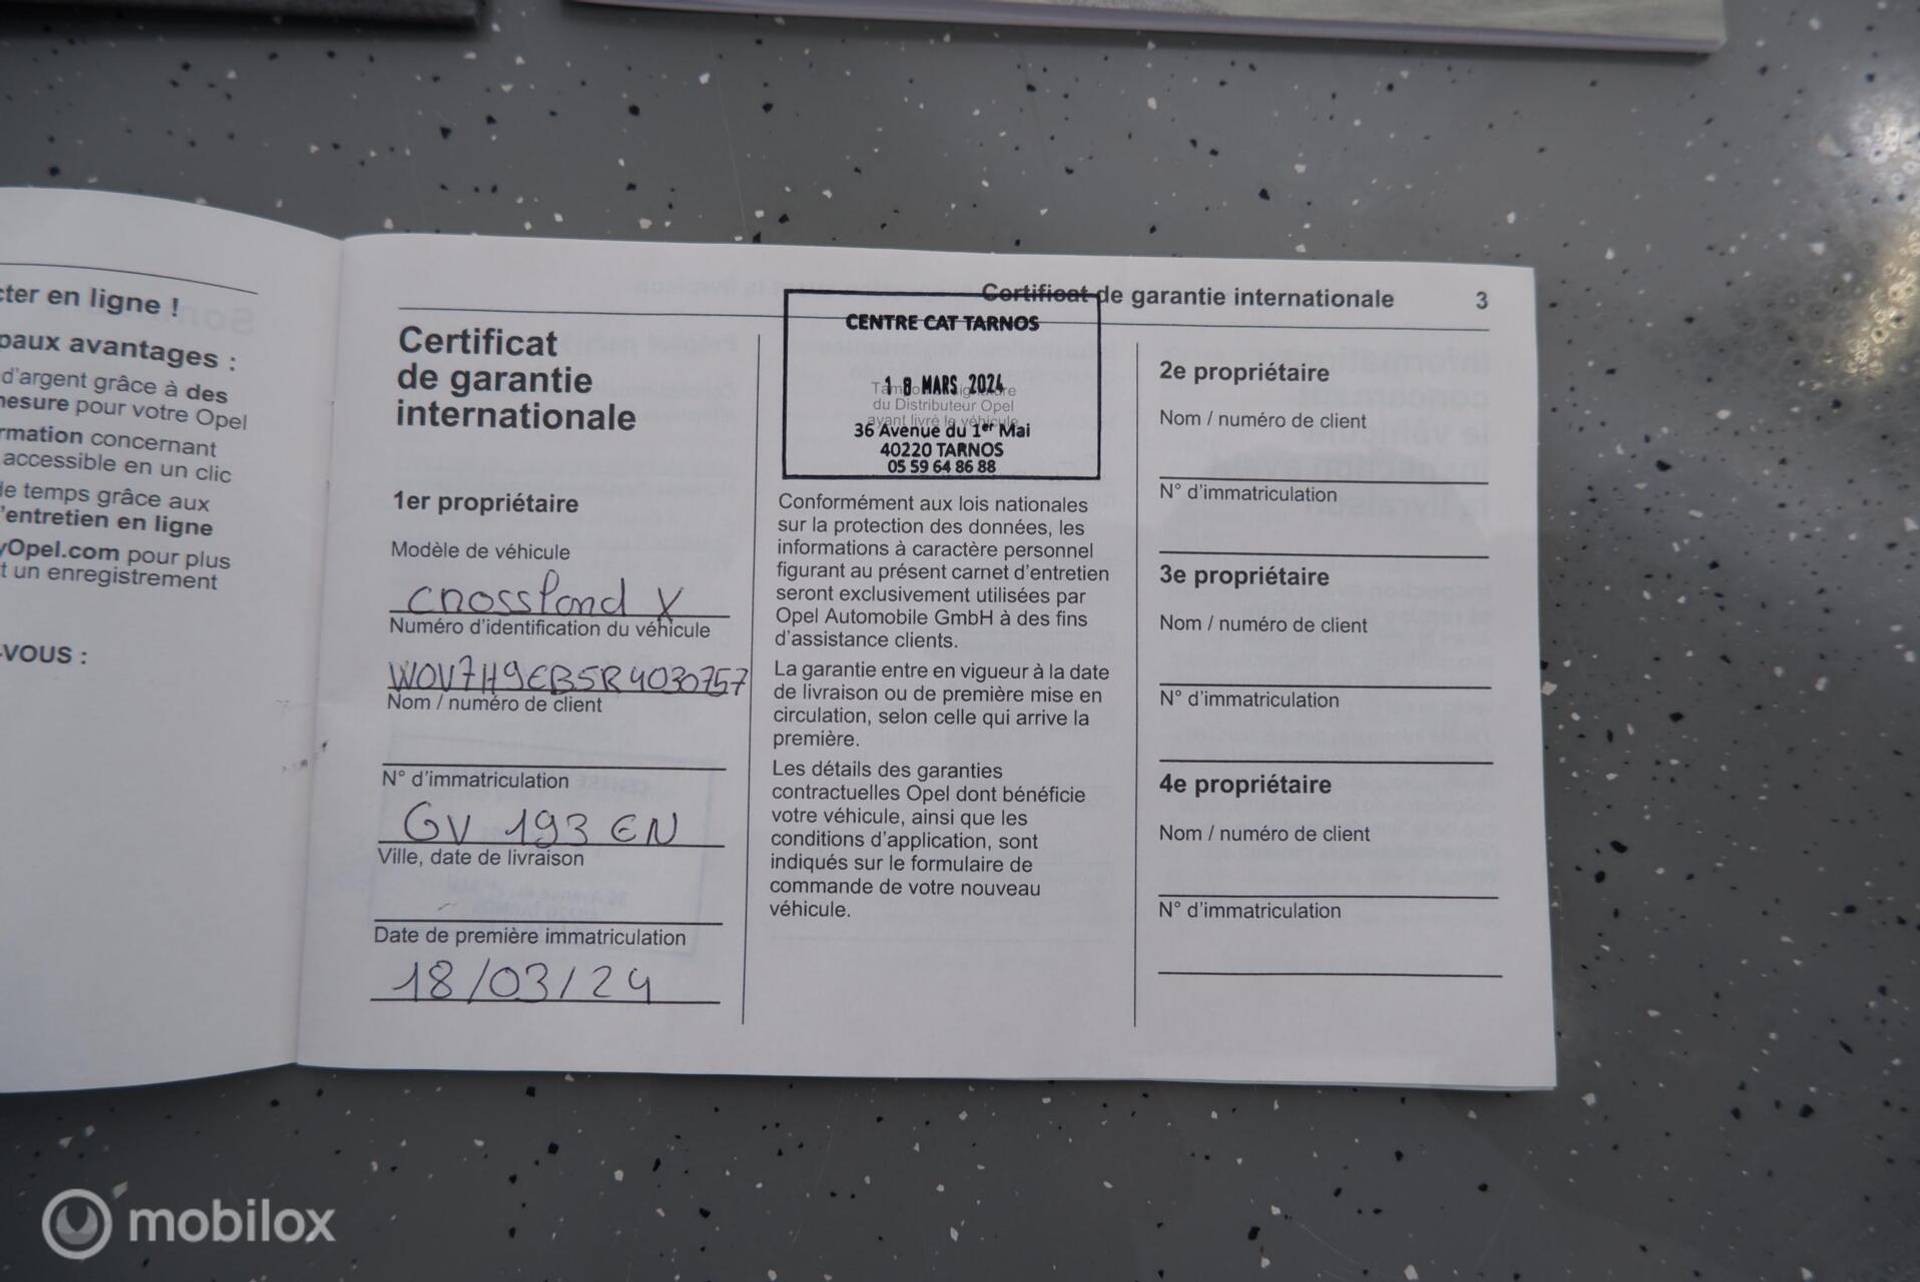 cter en ligne !
paux avantages :
d'argent grâce à des
mesure pour votre Opel
rmation concernant
accessible en un clic
de temps grâce aux
'entretien en ligne
yOpel.com pour plus
t un enregistrement
-VOUS :
Certificat de garantie internationale 3
Certificat
de garantie
internationale
1er propriétaire
Modèle de véhicule
Crossland X
Numéro d'identification du véhicule
W0V7H9EB5R4030757
Nom / numéro de client
N° d'immatriculation
GV 193 EN
Ville, date de livraison
Date de première immatriculation
18/03/24
CENTRE CAT TARNOS
18 MARS 2024
Tampon signature
du Distributeur Opel
ayant livré le véhicule
36 Avenue du 1er Mai
40220 TARNOS
05 59 64 86 88
Conformément aux lois nationales
sur la protection des données, les
informations à caractère personnel
figurant au présent carnet d'entretien
seront exclusivement utilisées par
Opel Automobile GmbH à des fins
d'assistance clients.
La garantie entre en vigueur à la date
de livraison ou de première mise en
circulation, selon celle qui arrive la
première.
Les détails des garanties
contractuelles Opel dont bénéficie
votre véhicule, ainsi que les
conditions d'application, sont
indiqués sur le formulaire de
commande de votre nouveau
véhicule.
2e propriétaire
Nom / numéro de client
N° d'immatriculation
3e propriétaire
Nom / numéro de client
N° d'immatriculation
4e propriétaire
Nom / numéro de client
N° d'immatriculation
mobilox